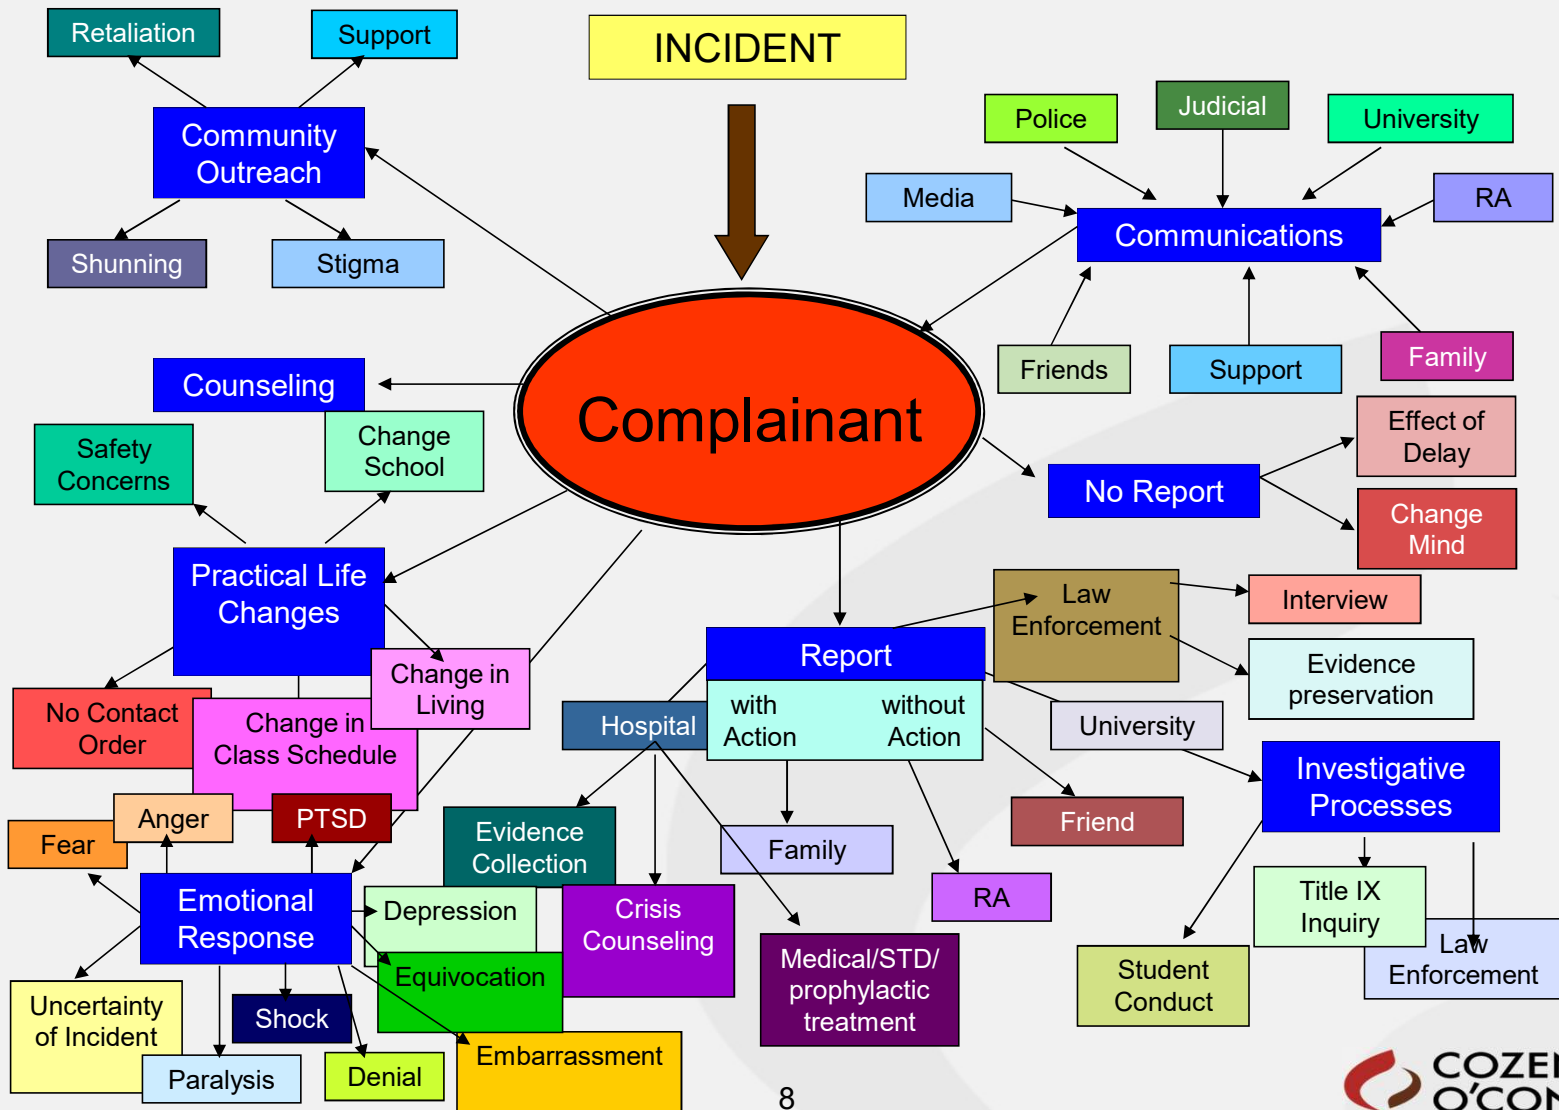 INCIDENT
Retaliation
Support
Community
Outreach
Shunning
Stigma
Police
Judicial
University
Media
RA
Communications
Friends
Support
Family
Complainant
Counseling
Safety
Concerns
Change
School
Practical Life
Changes
No Contact
Order
Change in
Class Schedule
Change in
Living
No Report
Effect of
Delay
Change
Mind
Report
with
Action
without
Action
Law
Enforcement
Interview
Evidence
preservation
Hospital
University
Investigative
Processes
Evidence
Collection
Crisis
Counseling
Medical/STD/
prophylactic
treatment
Family
RA
Friend
Title IX
Inquiry
Law
Enforcement
Student
Conduct
Fear
Anger
PTSD
Emotional
Response
Depression
Equivocation
Embarrassment
Uncertainty
of Incident
Paralysis
Shock
Denial
8
COZEN
O'CON